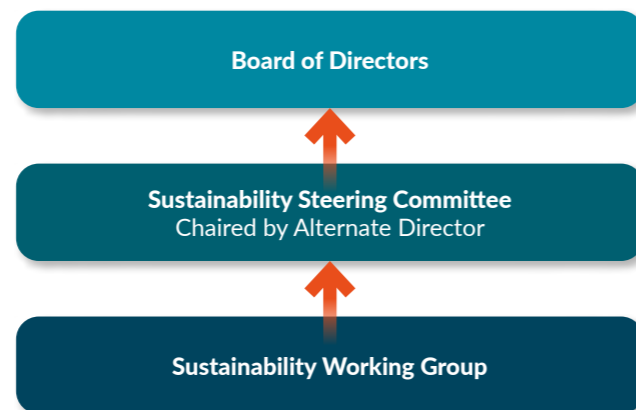 Board of Directors
Sustainability Steering Committee
Chaired by Alternate Director
Sustainability Working Group